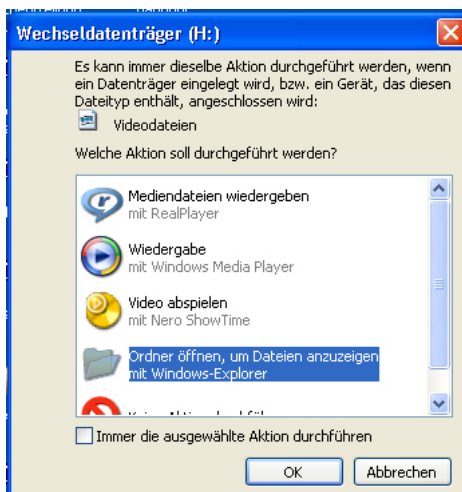 Wechseldatenträger (H:)
Es kann immer dieselbe Aktion durchgeführt werden, wenn
ein Datenträger eingelegt wird, bzw. ein Gerät, das diesen
Dateityp enthält, angeschlossen wird:
Videodateien
Welche Aktion soll durchgeführt werden?
Mediendateien wiedergeben
mit RealPlayer
Wiedergabe
mit Windows Media Player
Video abspielen
mit Nero ShowTime
Ordner öffnen, um Dateien anzuzeigen
mit Windows-Explorer
Immer die ausgewählte Aktion durchführen
OK
Abbrechen